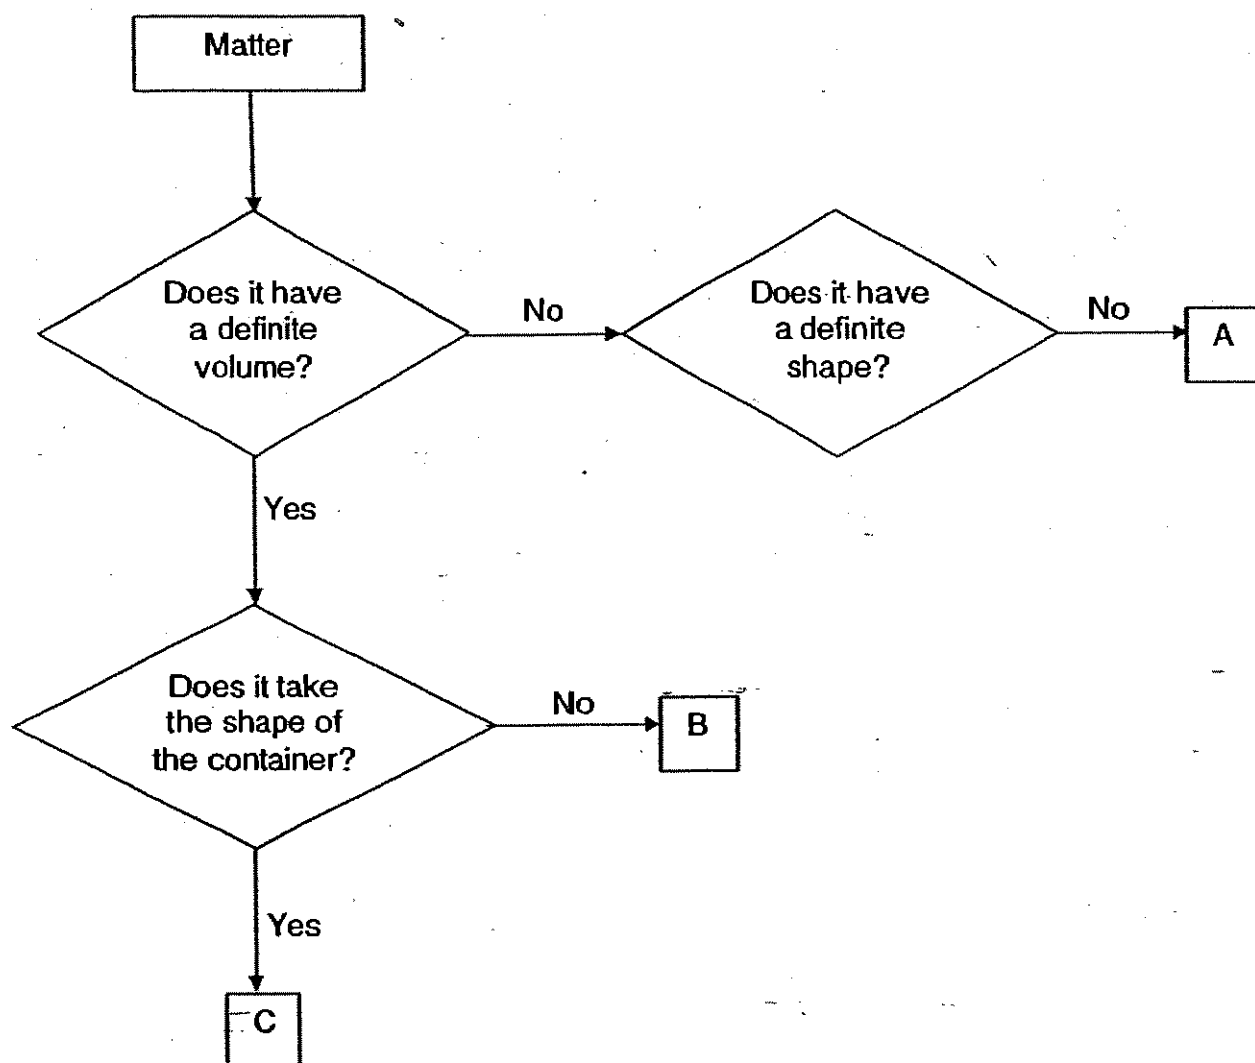 Matter
Does it have
a definite
volume?
No
Does it have
a definite
shape?
No
A
Yes
Does it take
the shape of
the container?
No
B
Yes
C